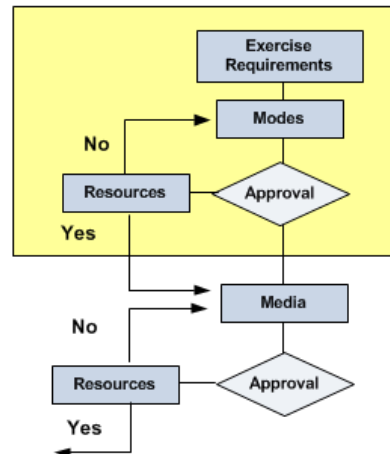 Exercise
Requirements
Modes
No
Resources
Approval
Yes
Media
No
Resources
Approval
Yes